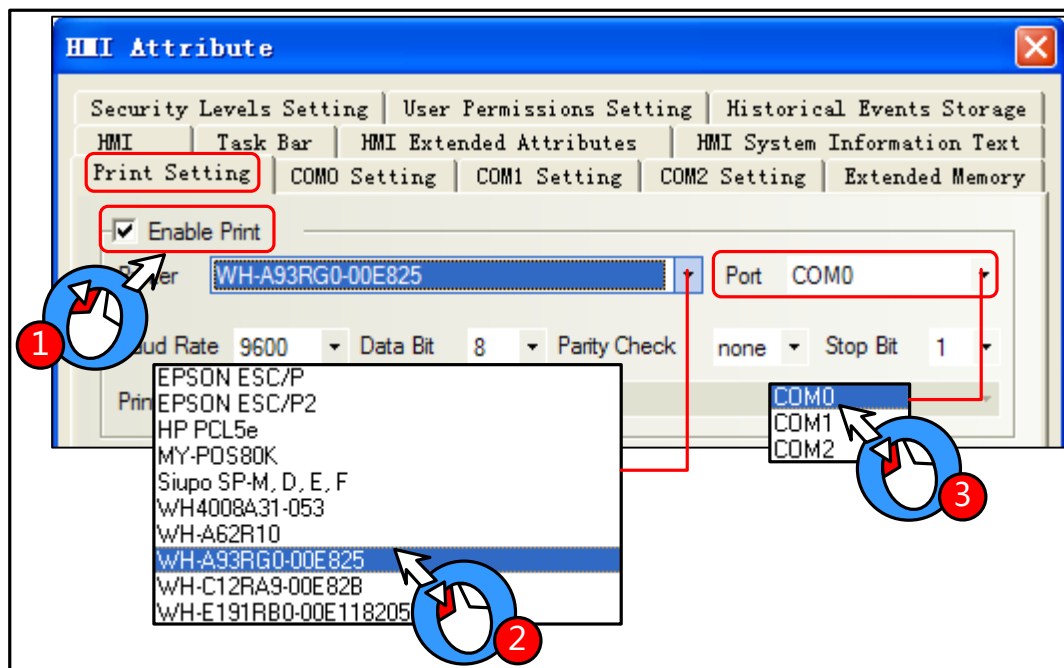 HMI Attribute
Security Levels Setting User Permissions Setting Historical Events Storage
HMI Task Bar HMI Extended Attributes HMI System Information Text
Print Setting COM0 Setting COM1 Setting COM2 Setting Extended Memory
Enable Print
WH-A93RG0-00E825 Port COM0
1
Rate 9600 Data Bit 8 Parity Check none Stop Bit 1
EPSON ESC/P
EPSON ESC/P2
HP PCL5e
MY-POS80K
Siupo SP-M, D, E, F
WH4008A31-053
WH-A62R10
WH-A93RG0-00E825
WH-C12RA9-00E82B
WH-E191RB0-00E118205
2
COM0
COM1
COM2
3